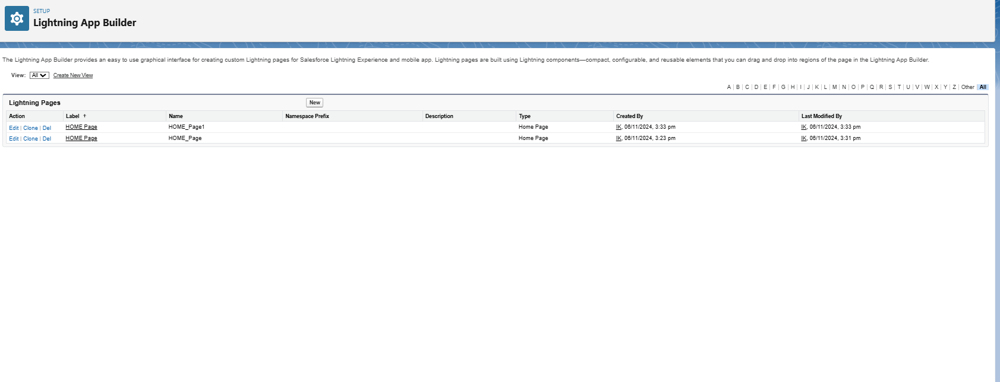 SETUP
Lightning App Builder
The Lightning App Builder provides an easy to use graphical interface for creating custom Lightning pages for Salesforce Lightning Experience and mobile app. Lightning pages are built using Lightning components—compact, configurable, and reusable elements that you can drag and drop into regions of the page in the Lightning App Builder.
View: All Create New View
A | B | C | D | E | F | G | H | I | J | K | L | M | N | O | P | Q | R | S | T | U | V | W | X | Y | Z | Other All
Lightning Pages New
Action Label ↑ Name Namespace Prefix Description Type Created By Last Modified By
Edit | Clone | Del HOME Page HOME_Page1 Home Page IK, 06/11/2024, 3:33 pm IK, 06/11/2024, 3:33 pm
Edit | Clone | Del HOME Page HOME_Page Home Page IK, 06/11/2024, 3:23 pm IK, 06/11/2024, 3:31 pm